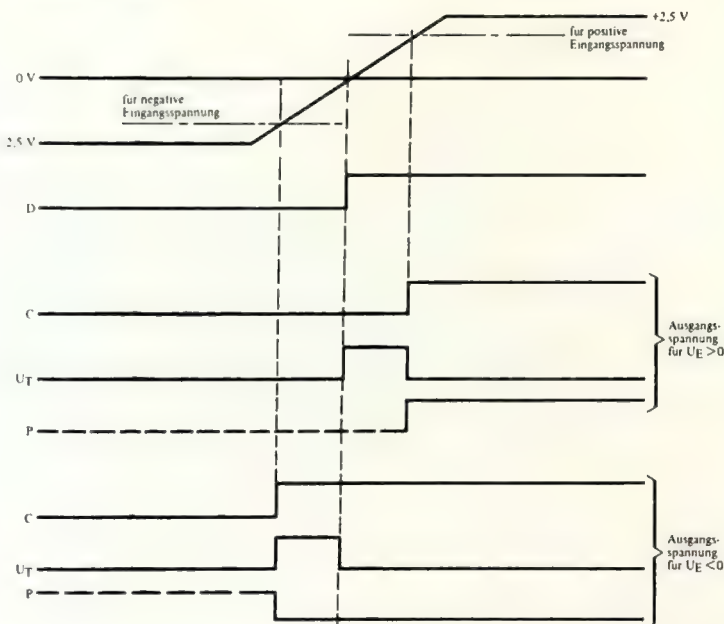 +2,5 V
für positive
Eingangsspannung
0 V
für negative
Eingangsspannung
2,5 V
D
C
UT
P
Ausgangs-
spannung
für UE >0
C
UT
P
Ausgangs-
spannung
für UE <0